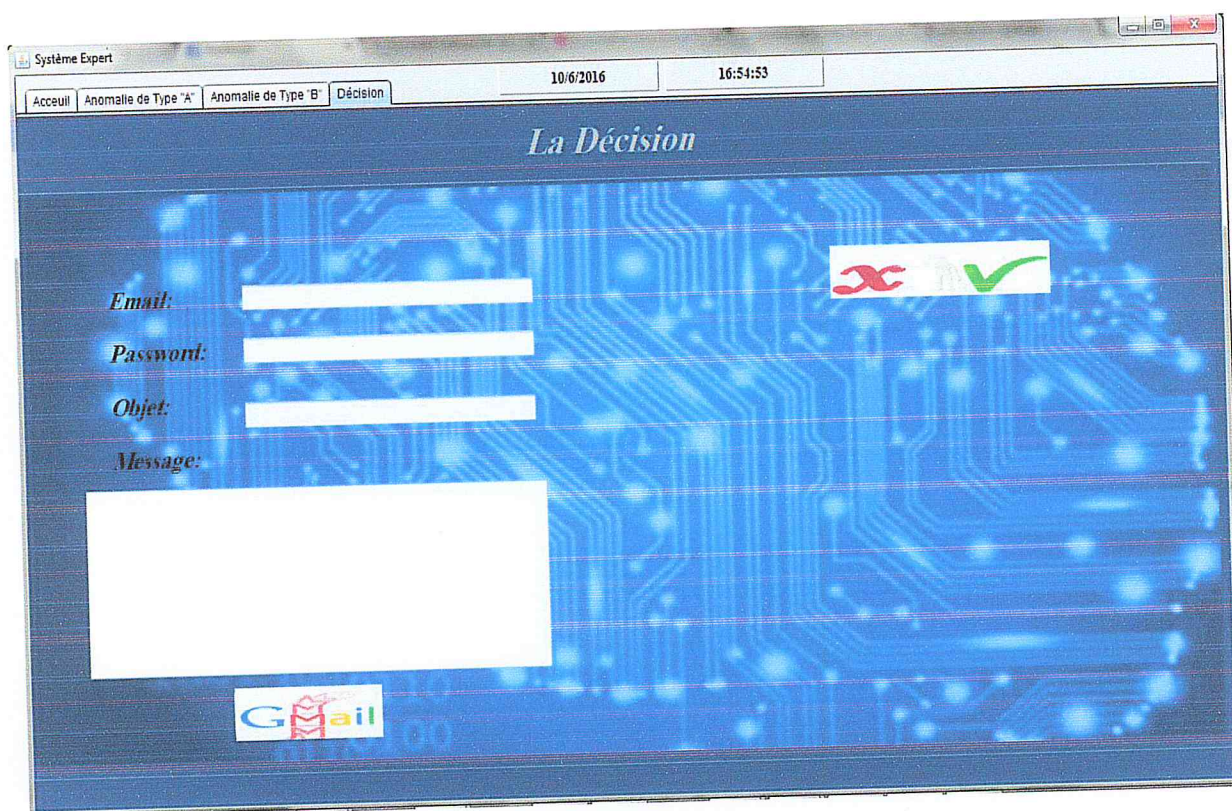 Système Expert
10/6/2016 16:54:53
Acceuil Anomalie de Type "A" Anomalie de Type "B" Décision
La Décision
Email:
Password:
Objet:
Message:
GMail